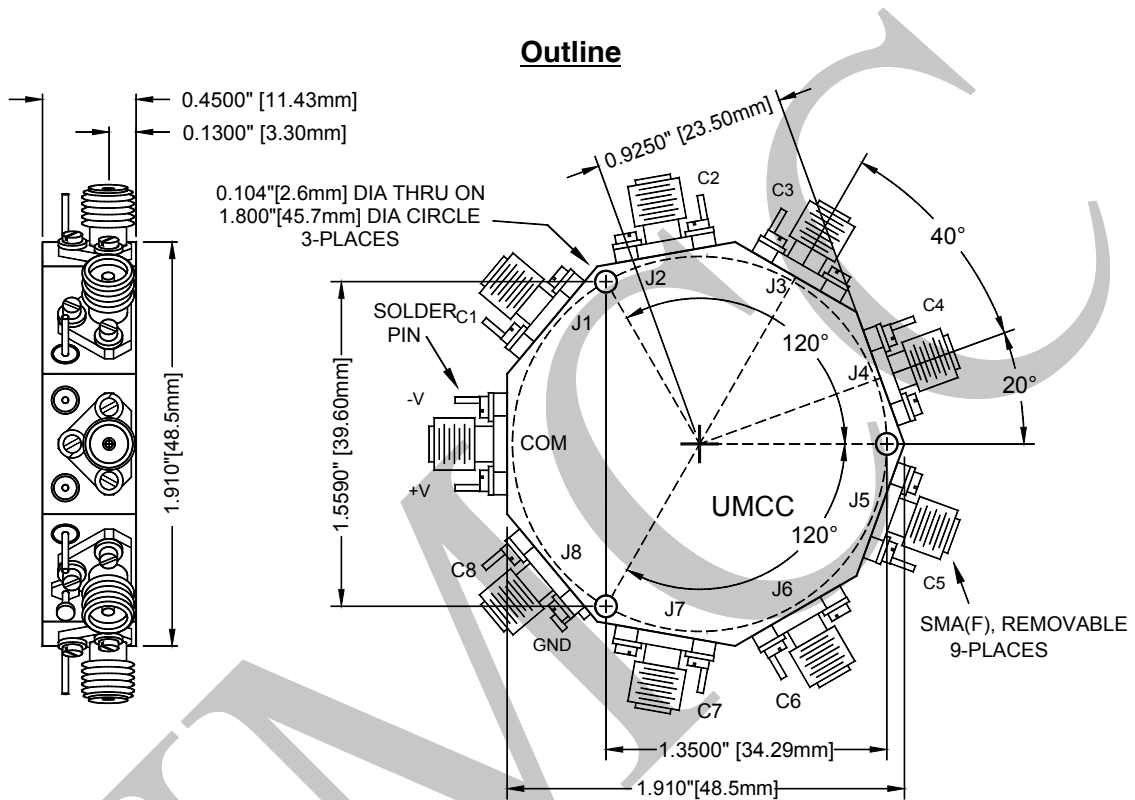 Outline
0.4500" [11.43mm]
0.1300" [3.30mm]
0.9250" [23.50mm]
0.104"[2.6mm] DIA THRU ON
1.800"[45.7mm] DIA CIRCLE
3-PLACES
C2
C3
40°
J2
J3
SOLDER
PIN
C1
J1
C4
120°
J4
20°
-V
COM
+V
1.910"[48.5mm]
1.5590" [39.60mm]
UMCC
J5
120°
J8
C8
J6
J7
C5
GND
SMA(F), REMOVABLE
9-PLACES
C6
C7
1.3500" [34.29mm]
1.910"[48.5mm]
UMCC